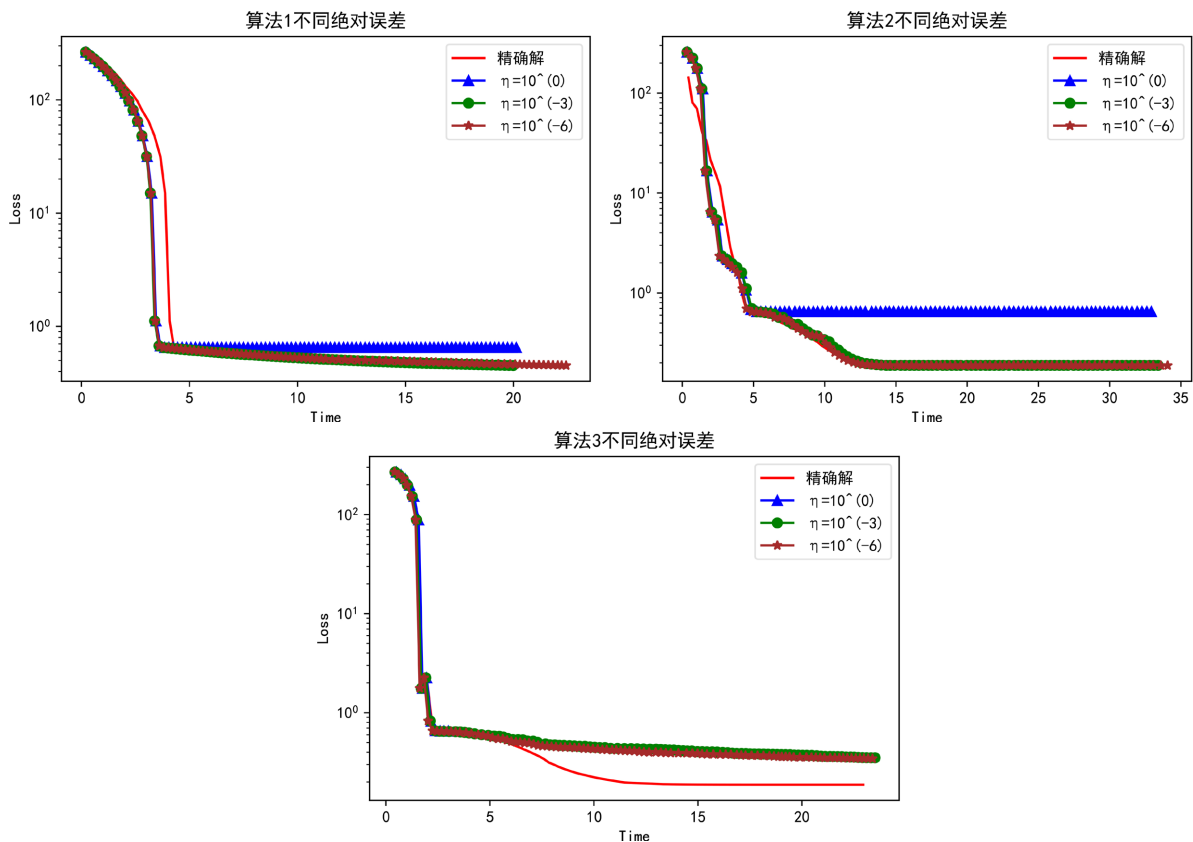 算法1不同绝对误差
精确解
η=10^(0)
η=10^(-3)
η=10^(-6)
Loss
10²
10¹
10⁰
0 5 10 15 20
Time
算法2不同绝对误差
精确解
η=10^(0)
η=10^(-3)
η=10^(-6)
Loss
10²
10¹
10⁰
0 5 10 15 20 25 30 35
Time
算法3不同绝对误差
精确解
η=10^(0)
η=10^(-3)
η=10^(-6)
Loss
10²
10¹
10⁰
0 5 10 15 20
Time